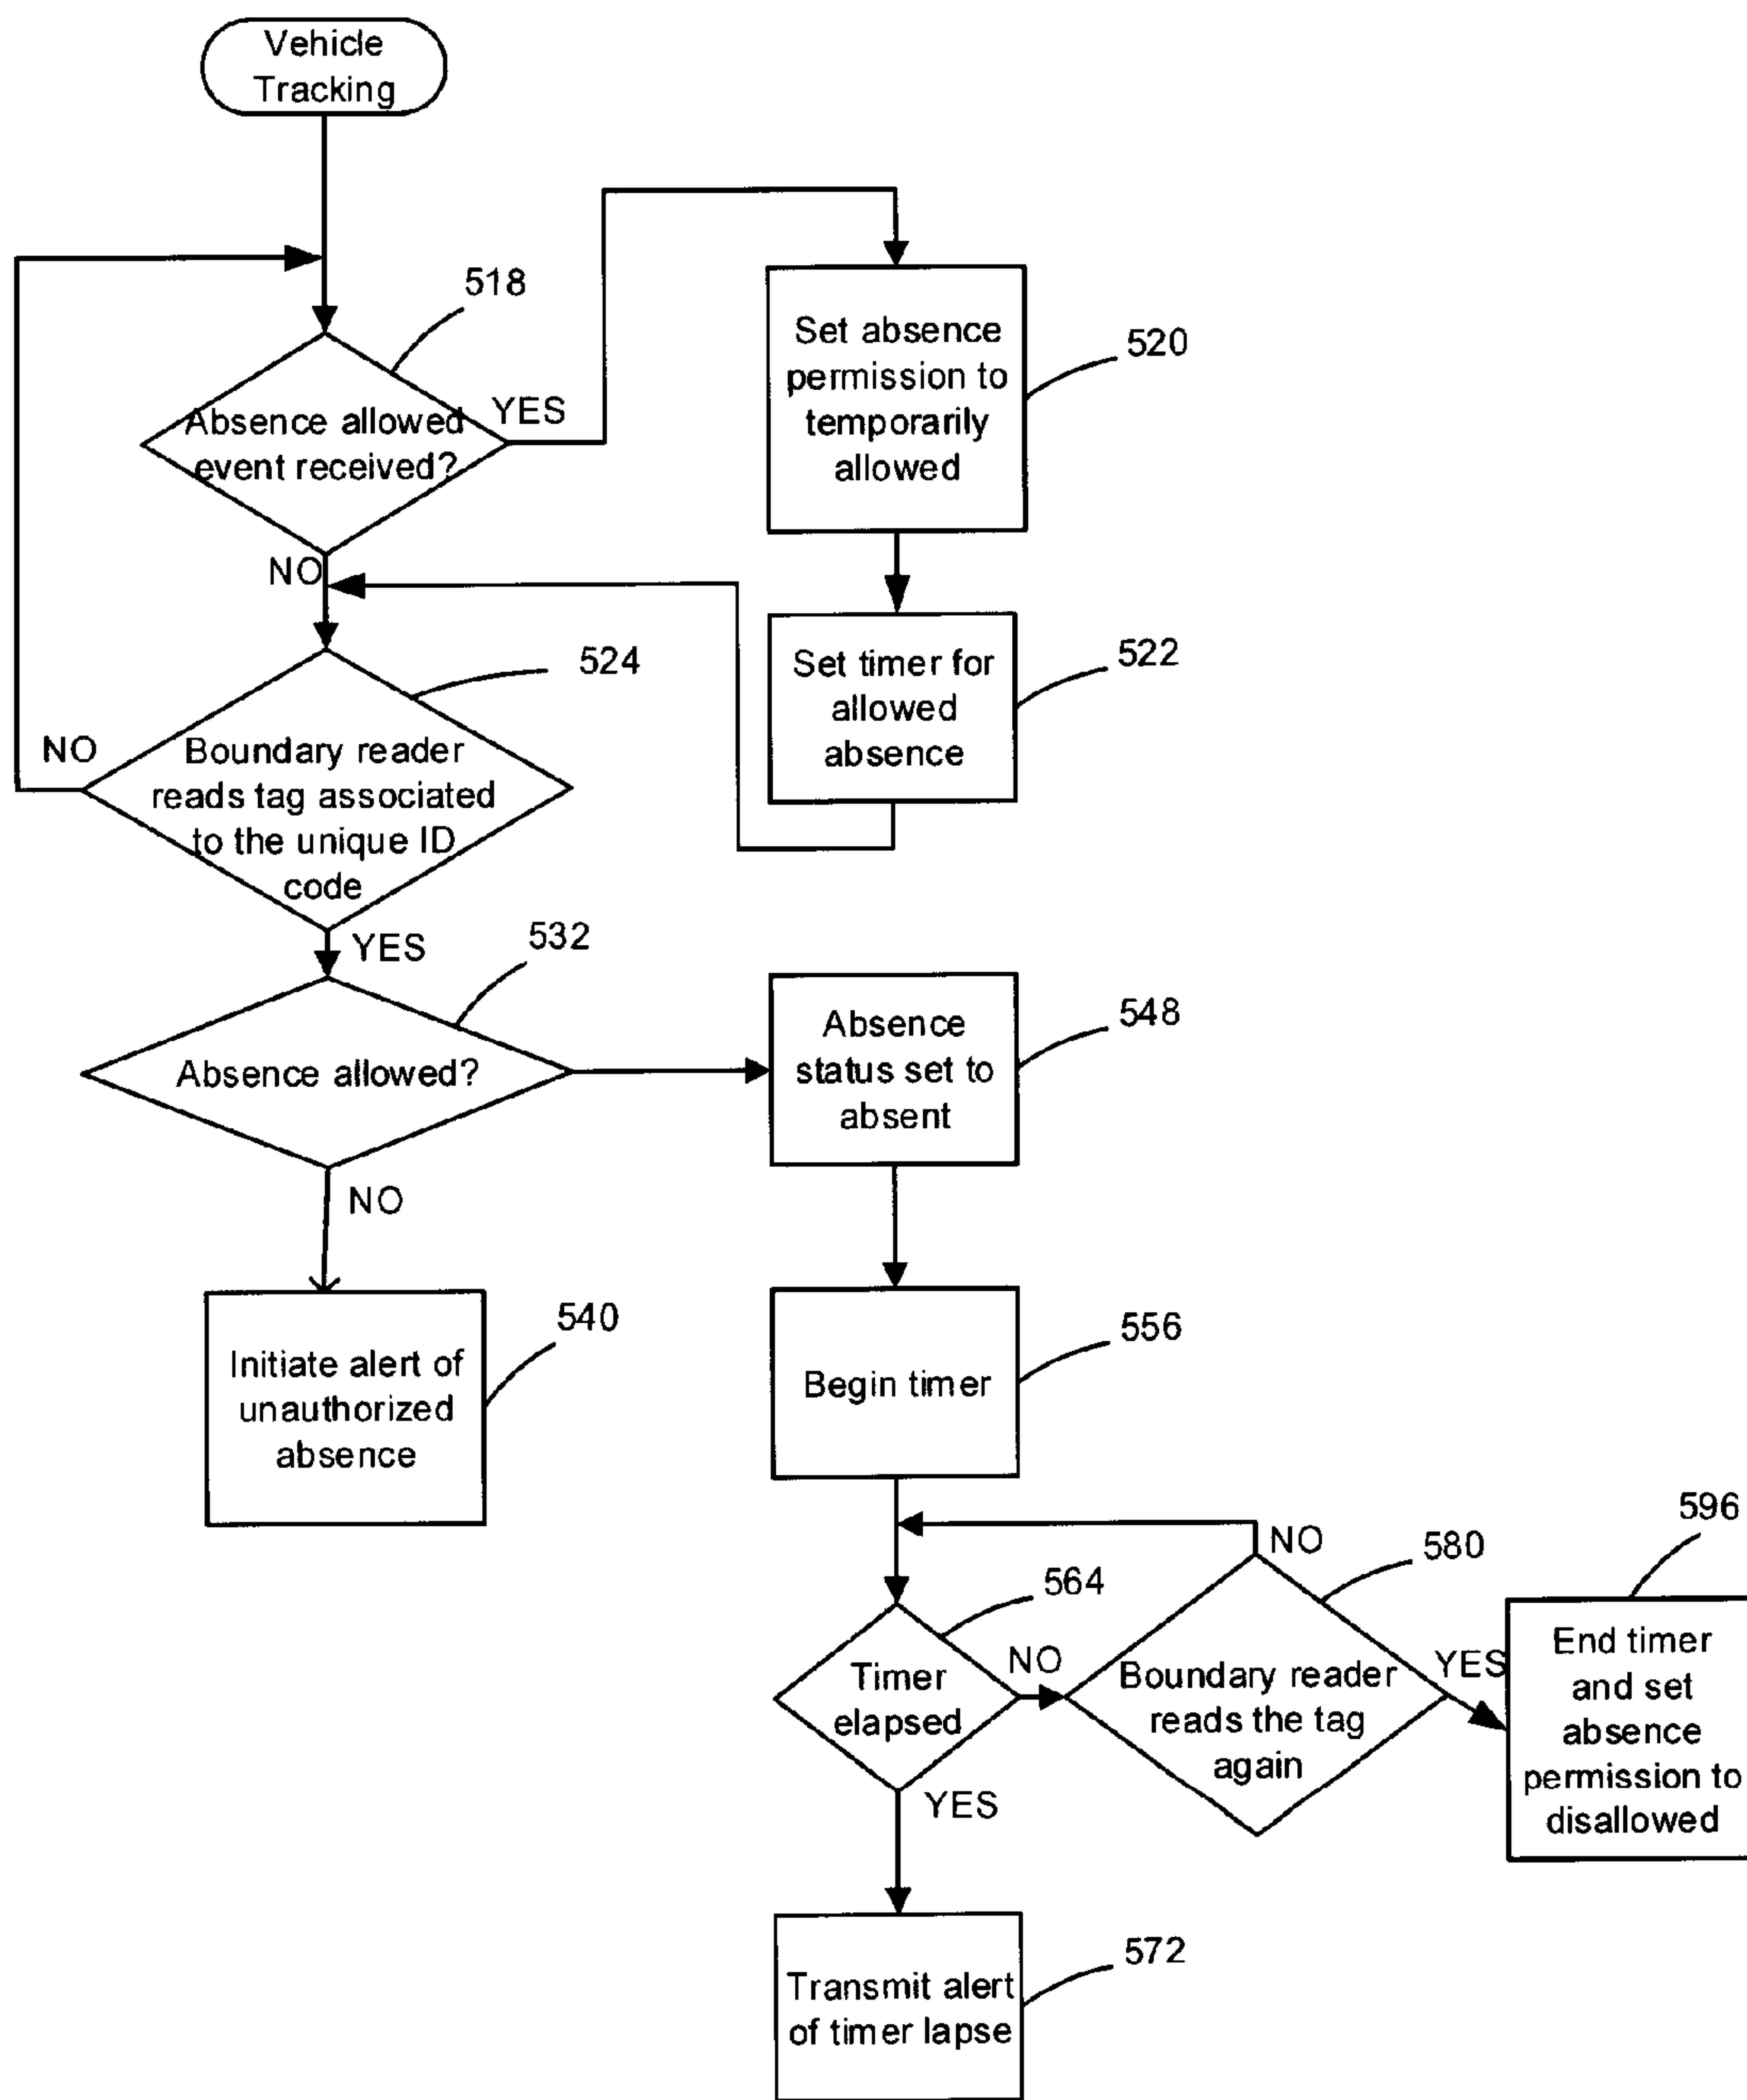 Vehicle
Tracking
518
Absence allowed
event received?
YES
NO
Set absence
permission to
temporarily
allowed
520
Set timer for
allowed
absence
522
524
NO
Boundary reader
reads tag associated
to the unique ID
code
YES
532
Absence allowed?
NO
Absence
status set to
absent
548
Initiate alert of
unauthorized
absence
540
Begin timer
556
564
Timer
elapsed
NO
YES
NO
580
Boundary reader
reads the tag
again
YES
596
End timer
and set
absence
permission to
disallowed
Transmit alert
of timer lapse
572